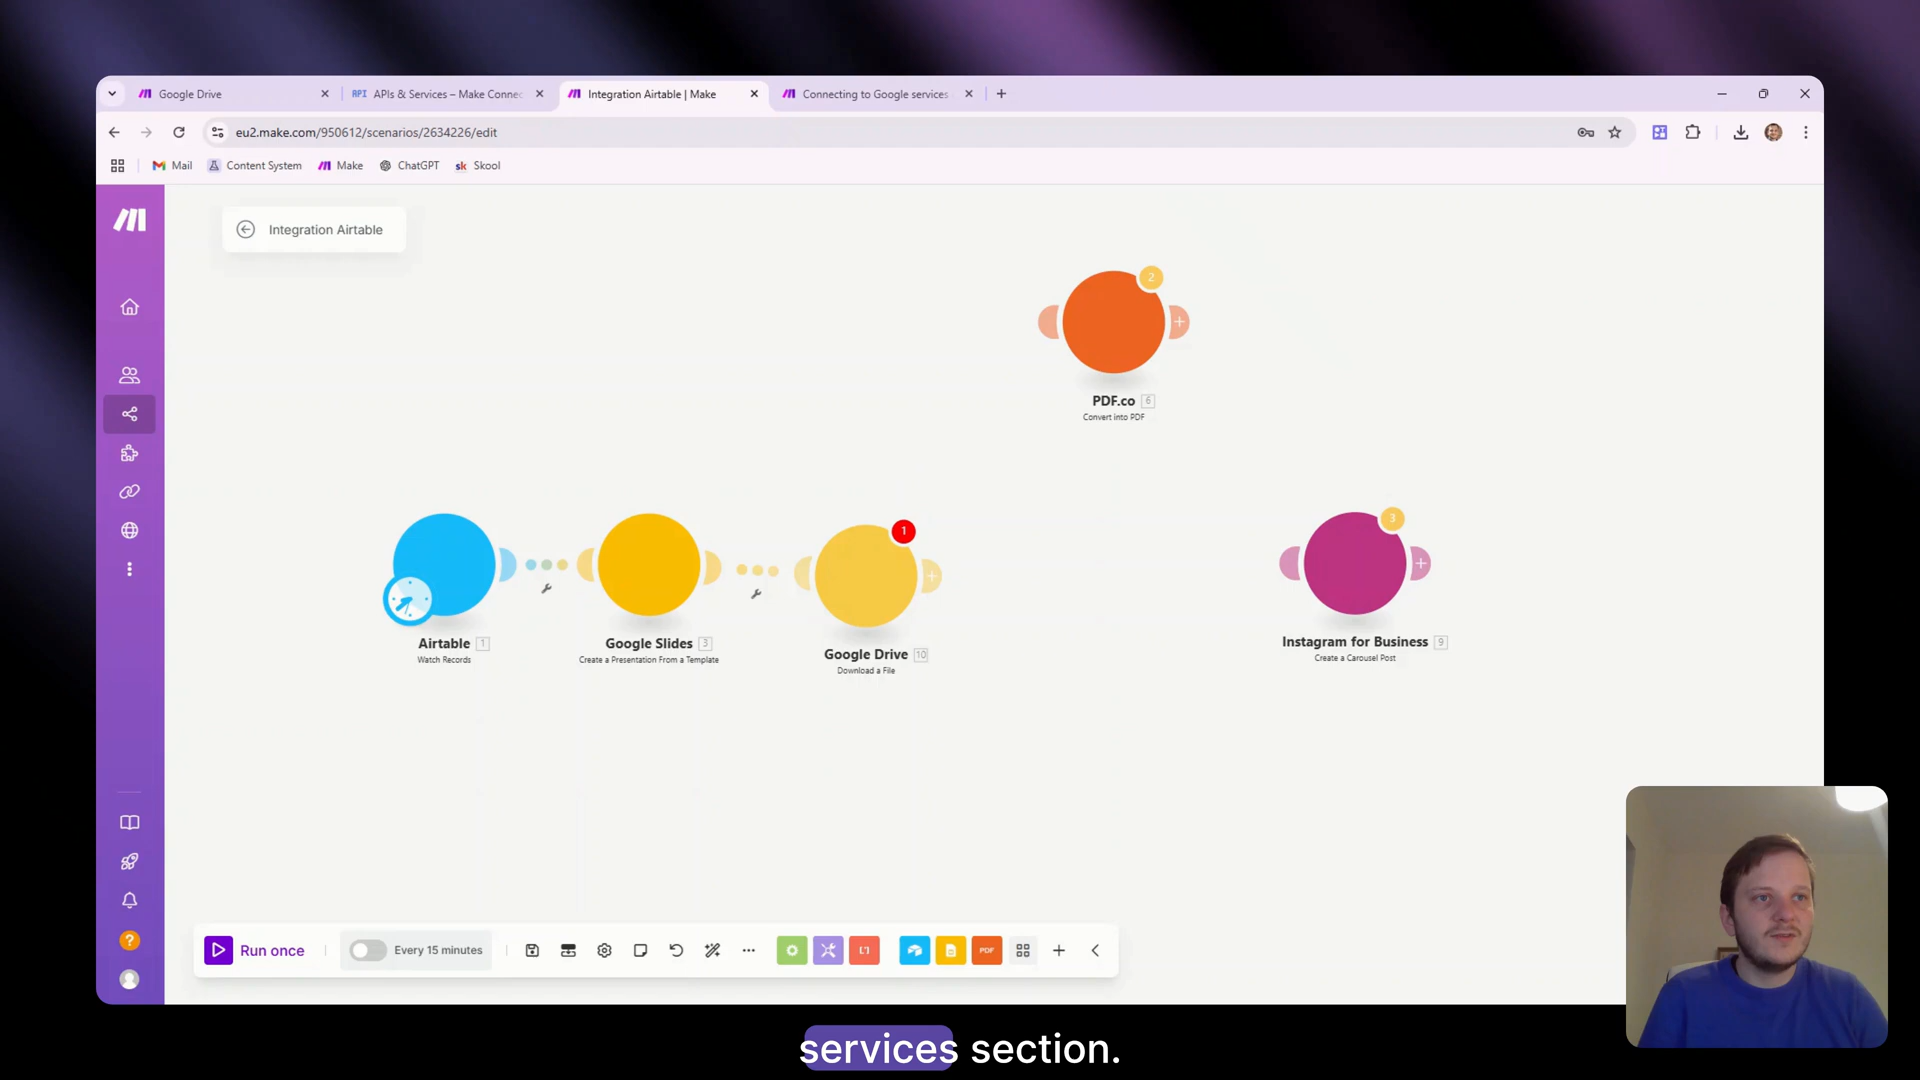 Google Drive
API APIs & Services – Make Connec
Integration Airtable | Make
Connecting to Google services
eu2.make.com/950612/scenarios/2634226/edit
Mail
Content System
Make
ChatGPT
sk Skool
Integration Airtable
2
PDF.co 6
Convert into PDF
1
3
Airtable 1
Watch Records
Google Slides 3
Create a Presentation From a Template
Google Drive 10
Download a File
Instagram for Business 9
Create a Carousel Post
?
Run once
Every 15 minutes
PDF
services section.